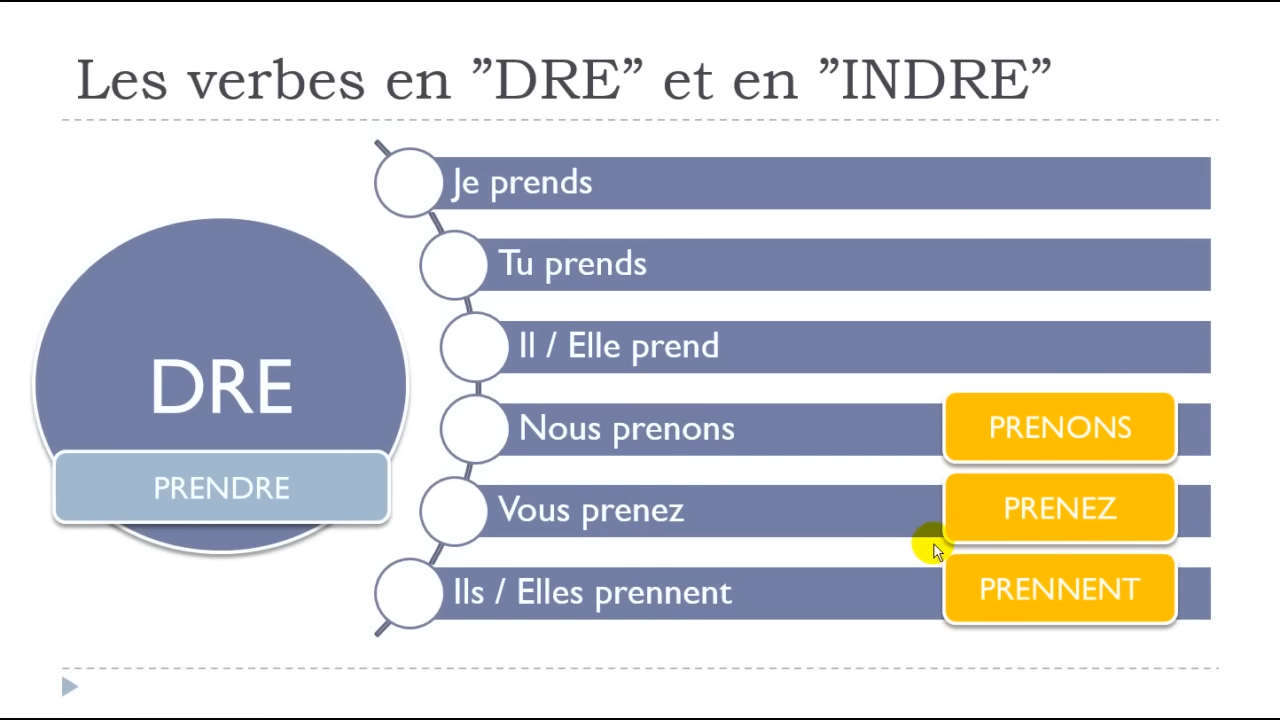 Les verbes en ”DRE” et en ”INDRE”
DRE
PRENDRE
Je prends
Tu prends
Il / Elle prend
Nous prenons
PRENONS
Vous prenez
PRENEZ
Ils / Elles prennent
PRENNENT